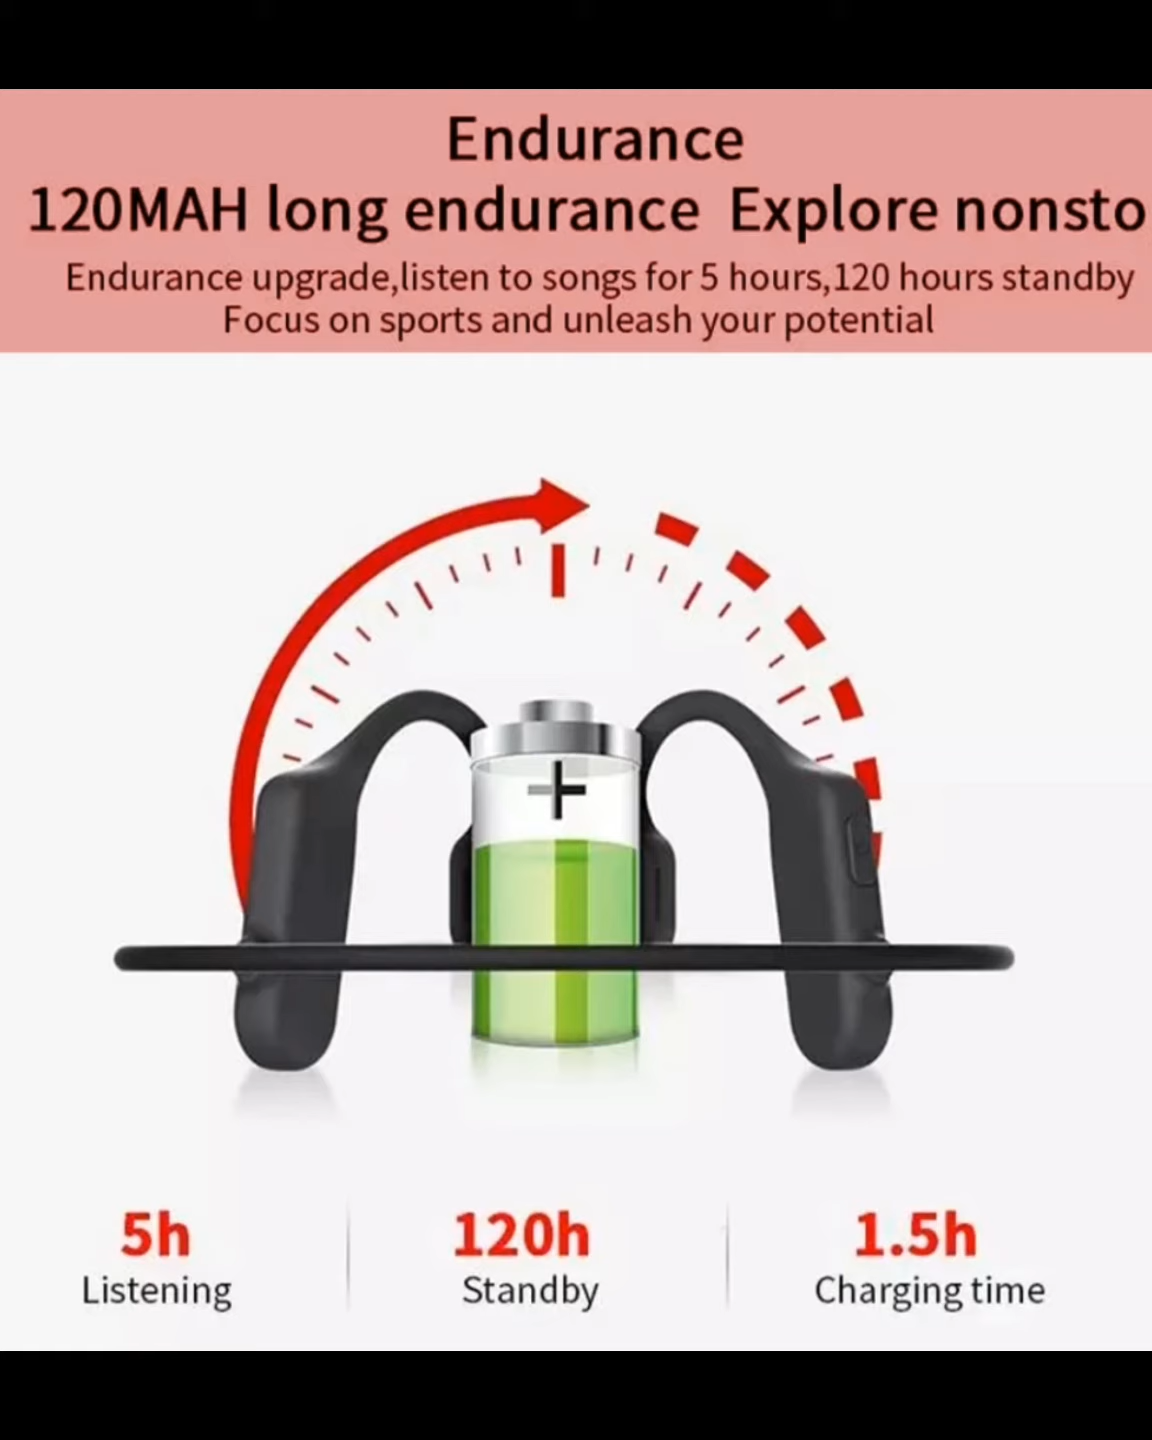 Endurance
120MAH long endurance Explore nonsto
Endurance upgrade,listen to songs for 5 hours,120 hours standby
Focus on sports and unleash your potential
+
5h
120h
1.5h
Listening
Standby
Charging time